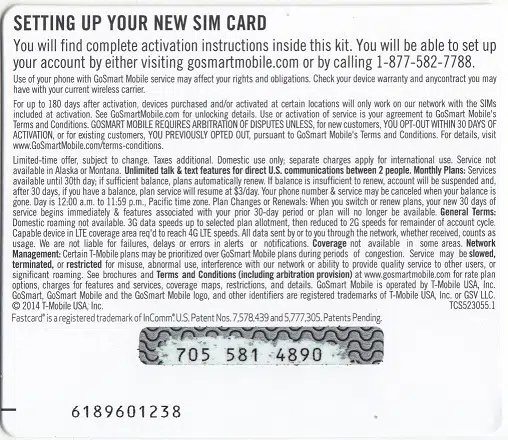 SETTING UP YOUR NEW SIM CARD
You will find complete activation instructions inside this kit. You will be able to set up
your account by either visiting gosmartmobile.com or by calling 1-877-582-7788.
Use of your phone with GoSmart Mobile service may affect your rights and obligations. Check your device warranty and anycontract you may
have with your current wireless carrier.
For up to 180 days after activation, devices purchased and/or activated at certain locations will only work on our network with the SIMs
included at activation. See GoSmartMobile.com for unlocking details. Use or activation of service is your agreement to GoSmart Mobile's
Terms and Conditions. GOSMART MOBILE REQUIRES ARBITRATION OF DISPUTES UNLESS, for new customers, YOU OPT-OUT WITHIN 30 DAYS OF
ACTIVATION, or for existing customers, YOU PREVIOUSLY OPTED OUT, pursuant to GoSmart Mobile's Terms and Conditions. For details, visit
www.GoSmartMobile/terms-conditions.
Limited-time offer, subject to change. Taxes additional. Domestic use only; separate charges apply for international use. Service not
available in Alaska or Montana. Unlimited talk & text features for direct U.S. communications between 2 people. Monthly Plans: Services
available until 30th day; if sufficient balance, plans automatically renew. If balance is insufficient to renew, account will be suspended and,
after 30 days, if you have a balance, plan service will resume at $3/day. Your phone number & service may be canceled when your balance is
gone. Day is 12:00 a.m. to 11:59 p.m., Pacific time zone. Plan Changes or Renewals: When you switch or renew plans, your new 30 days of
service begins immediately & features associated with your prior 30-day period or plan will no longer be available. General Terms:
Domestic roaming not available. 3G data speeds up to selected plan allotment, then reduced to 2G speeds for remainder of account cycle.
Capable device in LTE coverage area req'd to reach 4G LTE speeds. All data sent by or to you through the network, whether received, counts as
usage. We are not liable for failures, delays or errors in alerts or notifications. Coverage not available in some areas. Network
Management: Certain T-Mobile plans may be prioritized over GoSmart Mobile plans during periods of congestion. Service may be slowed,
terminated, or restricted for misuse, abnormal use, interference with our network or ability to provide quality service to other users, or
significant roaming. See brochures and Terms and Conditions (including arbitration provision) at www.gosmartmobile.com for rate plan
options, charges for features and services, coverage maps, restrictions, and details. GoSmart Mobile is operated by T-Mobile USA, Inc.
GoSmart, GoSmart Mobile and the GoSmart Mobile logo, and other identifiers are registered trademarks of T-Mobile USA, Inc. or GSV LLC.
© 2014 T-Mobile USA, Inc. TCS523055.1
Fastcard® is a registered trademark of InComm®. U.S. Patent Nos. 7,578,439 and 5,777,305. Patents Pending.
705 581 4890
6189601238